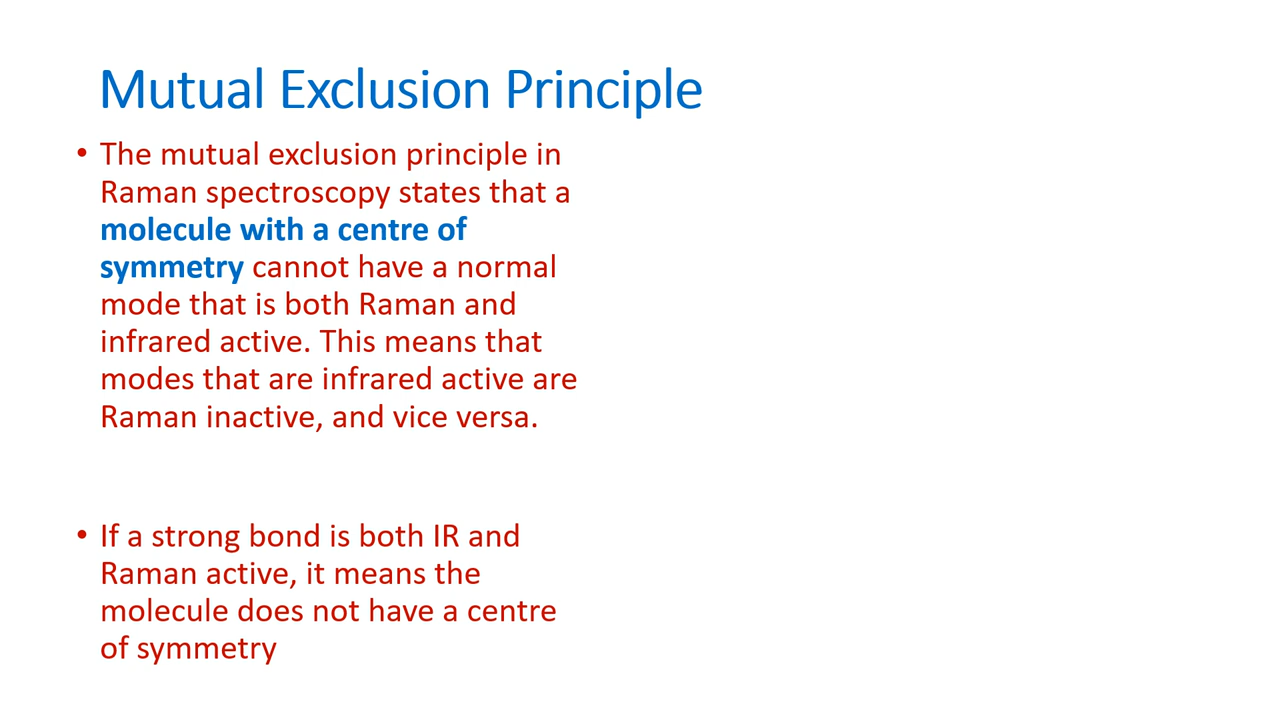 Mutual Exclusion Principle
• The mutual exclusion principle in
Raman spectroscopy states that a
molecule with a centre of
symmetry cannot have a normal
mode that is both Raman and
infrared active. This means that
modes that are infrared active are
Raman inactive, and vice versa.
• If a strong bond is both IR and
Raman active, it means the
molecule does not have a centre
of symmetry